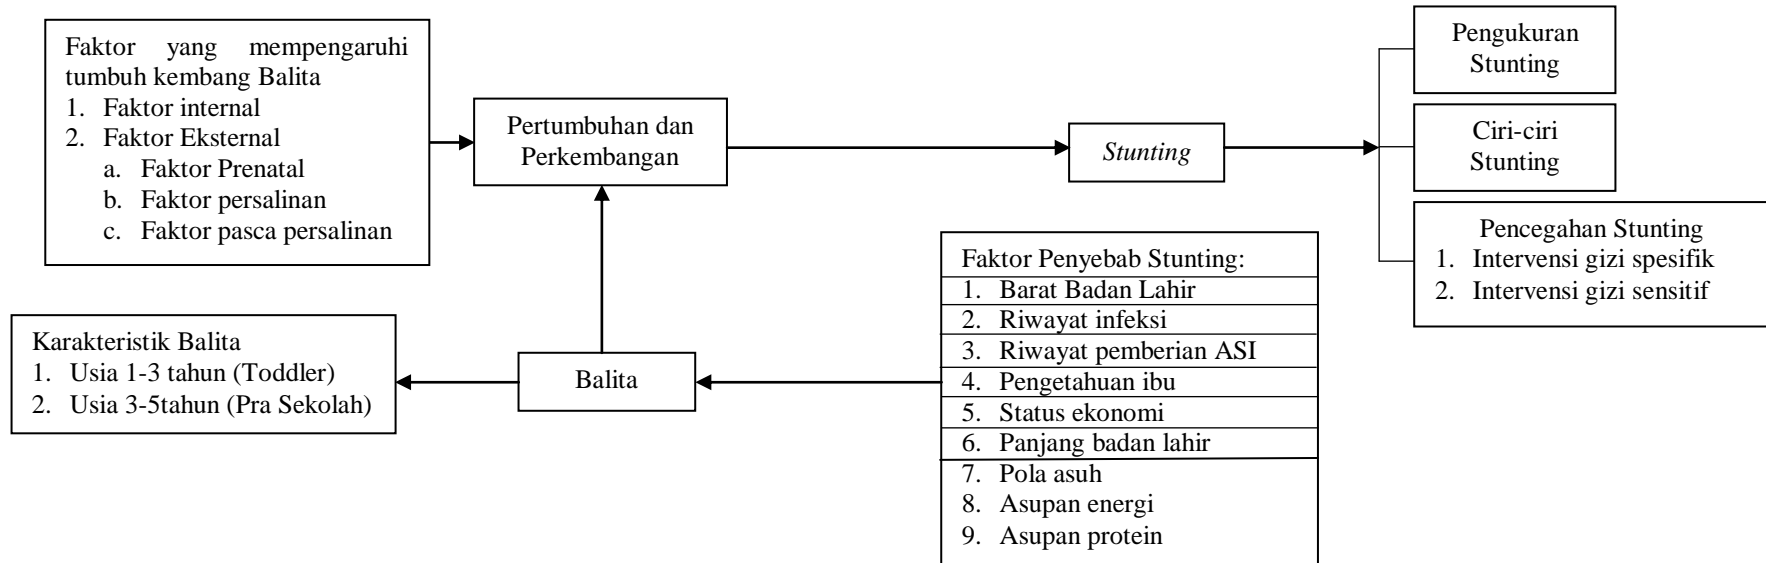 Faktor yang mempengaruhi
tumbuh kembang Balita
1. Faktor internal
2. Faktor Eksternal
a. Faktor Prenatal
b. Faktor persalinan
c. Faktor pasca persalinan
Pertumbuhan dan
Perkembangan
Stunting
Pengukuran
Stunting
Ciri-ciri
Stunting
Pencegahan Stunting
1. Intervensi gizi spesifik
2. Intervensi gizi sensitif
Karakteristik Balita
1. Usia 1-3 tahun (Toddler)
2. Usia 3-5tahun (Pra Sekolah)
Balita
Faktor Penyebab Stunting:
1. Barat Badan Lahir
2. Riwayat infeksi
3. Riwayat pemberian ASI
4. Pengetahuan ibu
5. Status ekonomi
6. Panjang badan lahir
7. Pola asuh
8. Asupan energi
9. Asupan protein